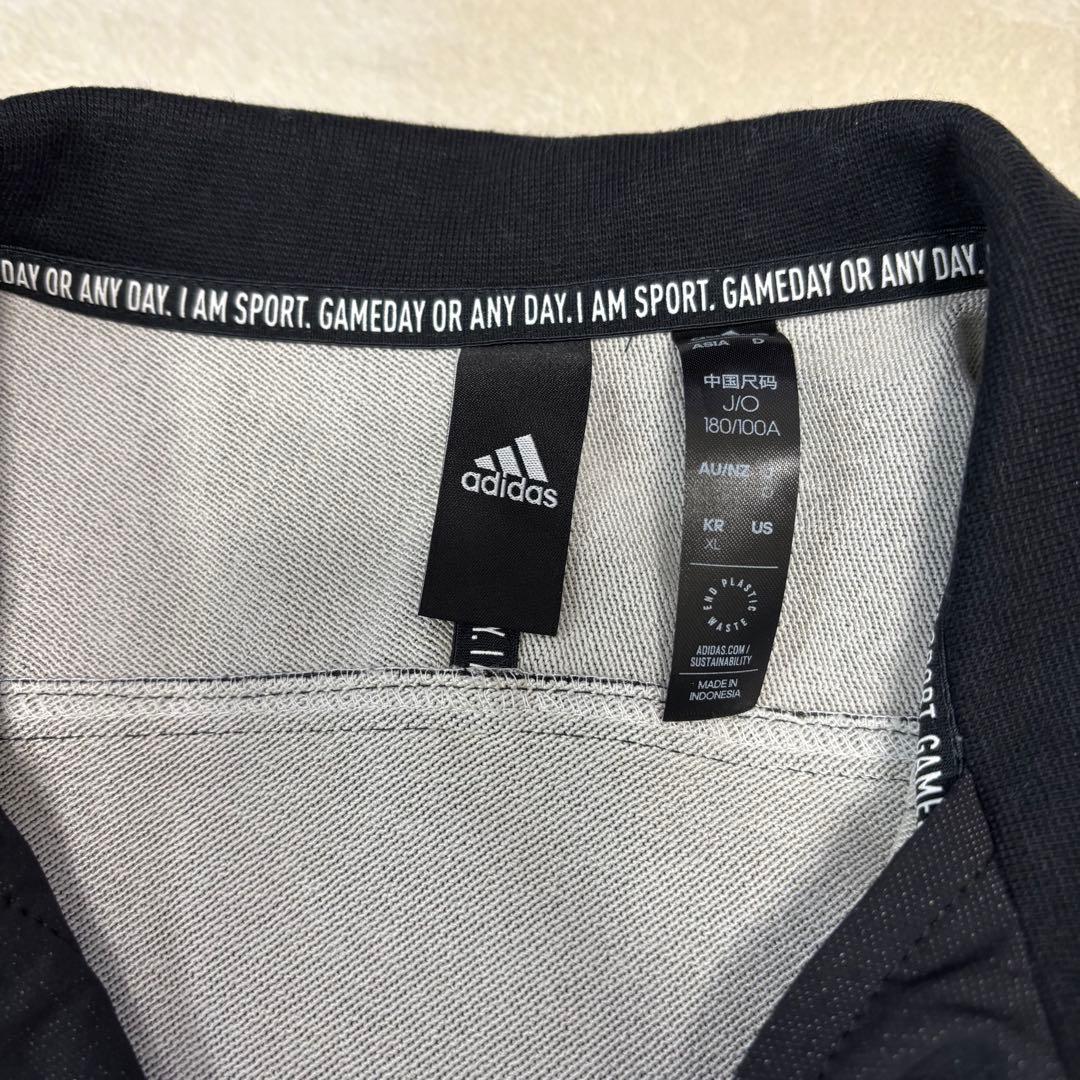 DAY OR ANY DAY. I AM SPORT. GAMEDAY OR ANY DAY. I AM SPORT. GAMEDAY OR ANY DAY.
adidas
ASIA D
中国尺码
J/O
180/100A
AU/NZ
KR US
XL
END PLASTIC WASTE
ADIDAS.COM/
SUSTAINABILITY
MADE IN
INDONESIA
Y. I
SPORT. GAME